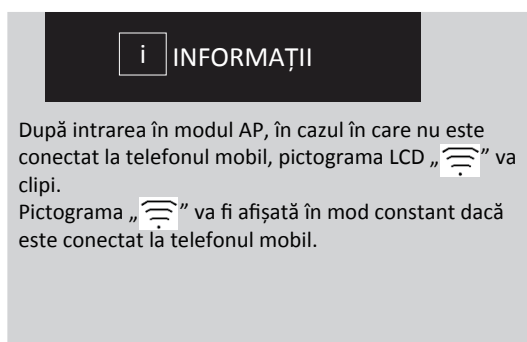 i INFORMAȚII
După intrarea în modul AP, în cazul în care nu este
conectat la telefonul mobil, pictograma LCD „ ” va
clipi.
Pictograma „ ” va fi afișată în mod constant dacă
este conectat la telefonul mobil.